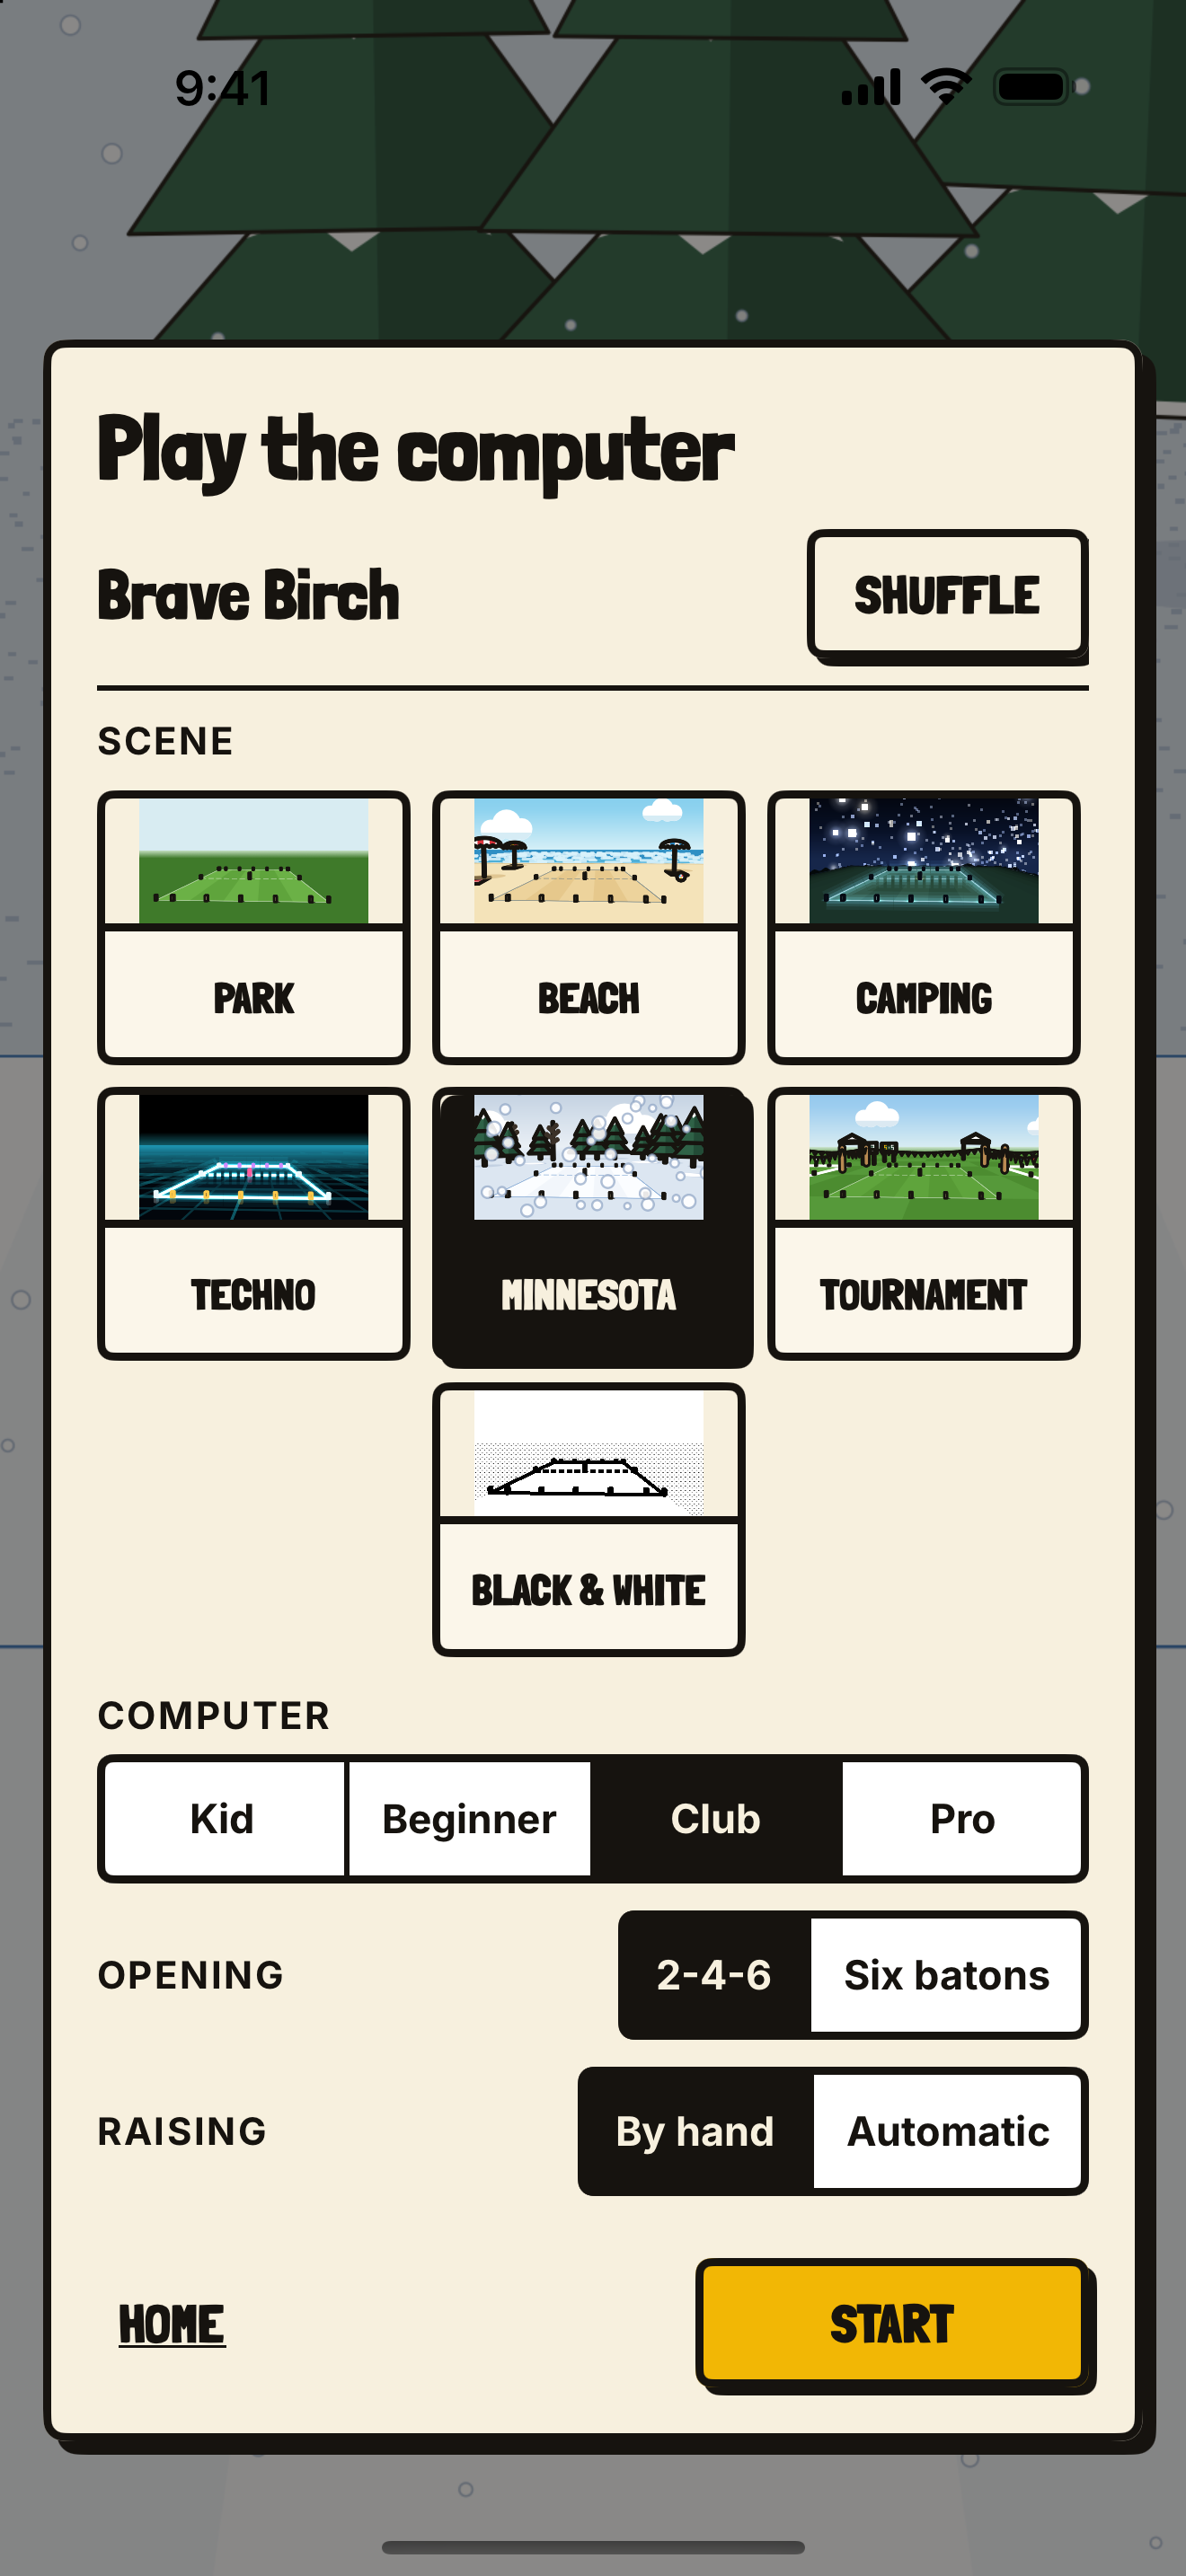 9:41
Play the computer
Brave Birch
SHUFFLE
SCENE
PARK
BEACH
CAMPING
TECHNO
MINNESOTA
TOURNAMENT
BLACK & WHITE
COMPUTER
Kid
Beginner
Club
Pro
OPENING
2-4-6
Six batons
RAISING
By hand
Automatic
HOME
START